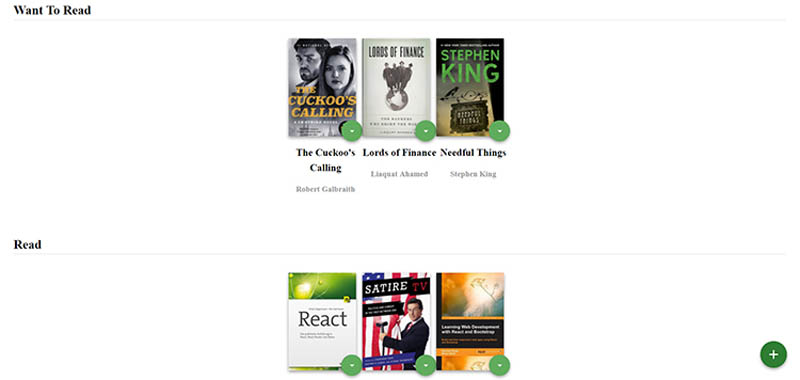 Want To Read
THE
CUCKOO'S
CALLING
LORDS OF FINANCE
STEPHEN
KING
NEEDFUL
THINGS
The Cuckoo's
Calling
Robert Galbraith
Lords of Finance
Liaquat Ahamed
Needful Things
Stephen King
Read
React
SATIRE TV
Learning Web Development
with React and Bootstrap